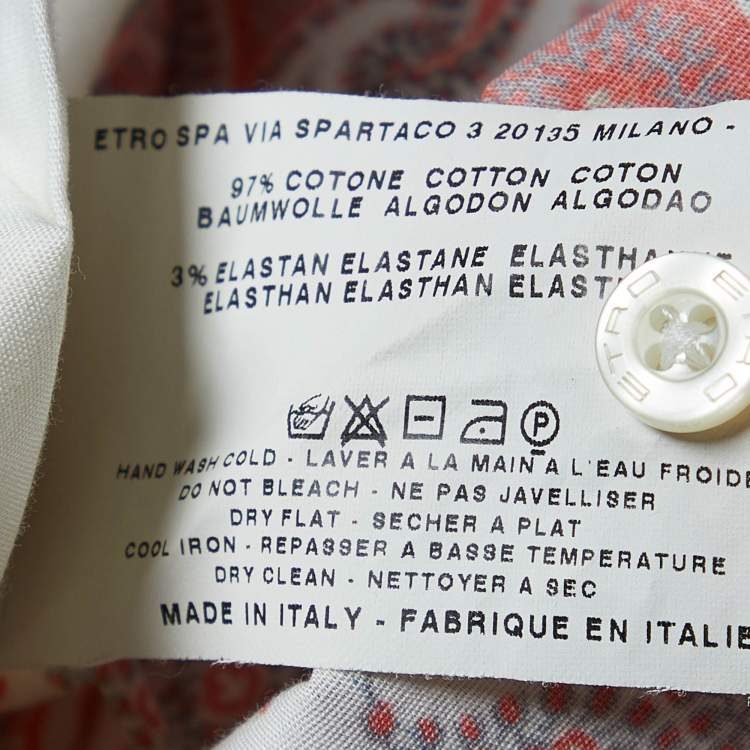 ETRO SPA VIA SPARTACO 3 20135 MILANO -
97% COTONE COTTON COTON
BAUMWOLLE ALGODON ALGODAO
3% ELASTAN ELASTANE
ELASTHAN ELASTHAN
ETRO
P
HAND WASH COLD - LAVER A LA MAIN A L'EAU FROIDE
DO NOT BLEACH - NE PAS JAVELLISER
DRY FLAT - SECHER A PLAT
COOL IRON - REPASSER A BASSE TEMPERATURE
DRY CLEAN - NETTOYER A SEC
MADE IN ITALY - FABRIQUE EN ITALIE